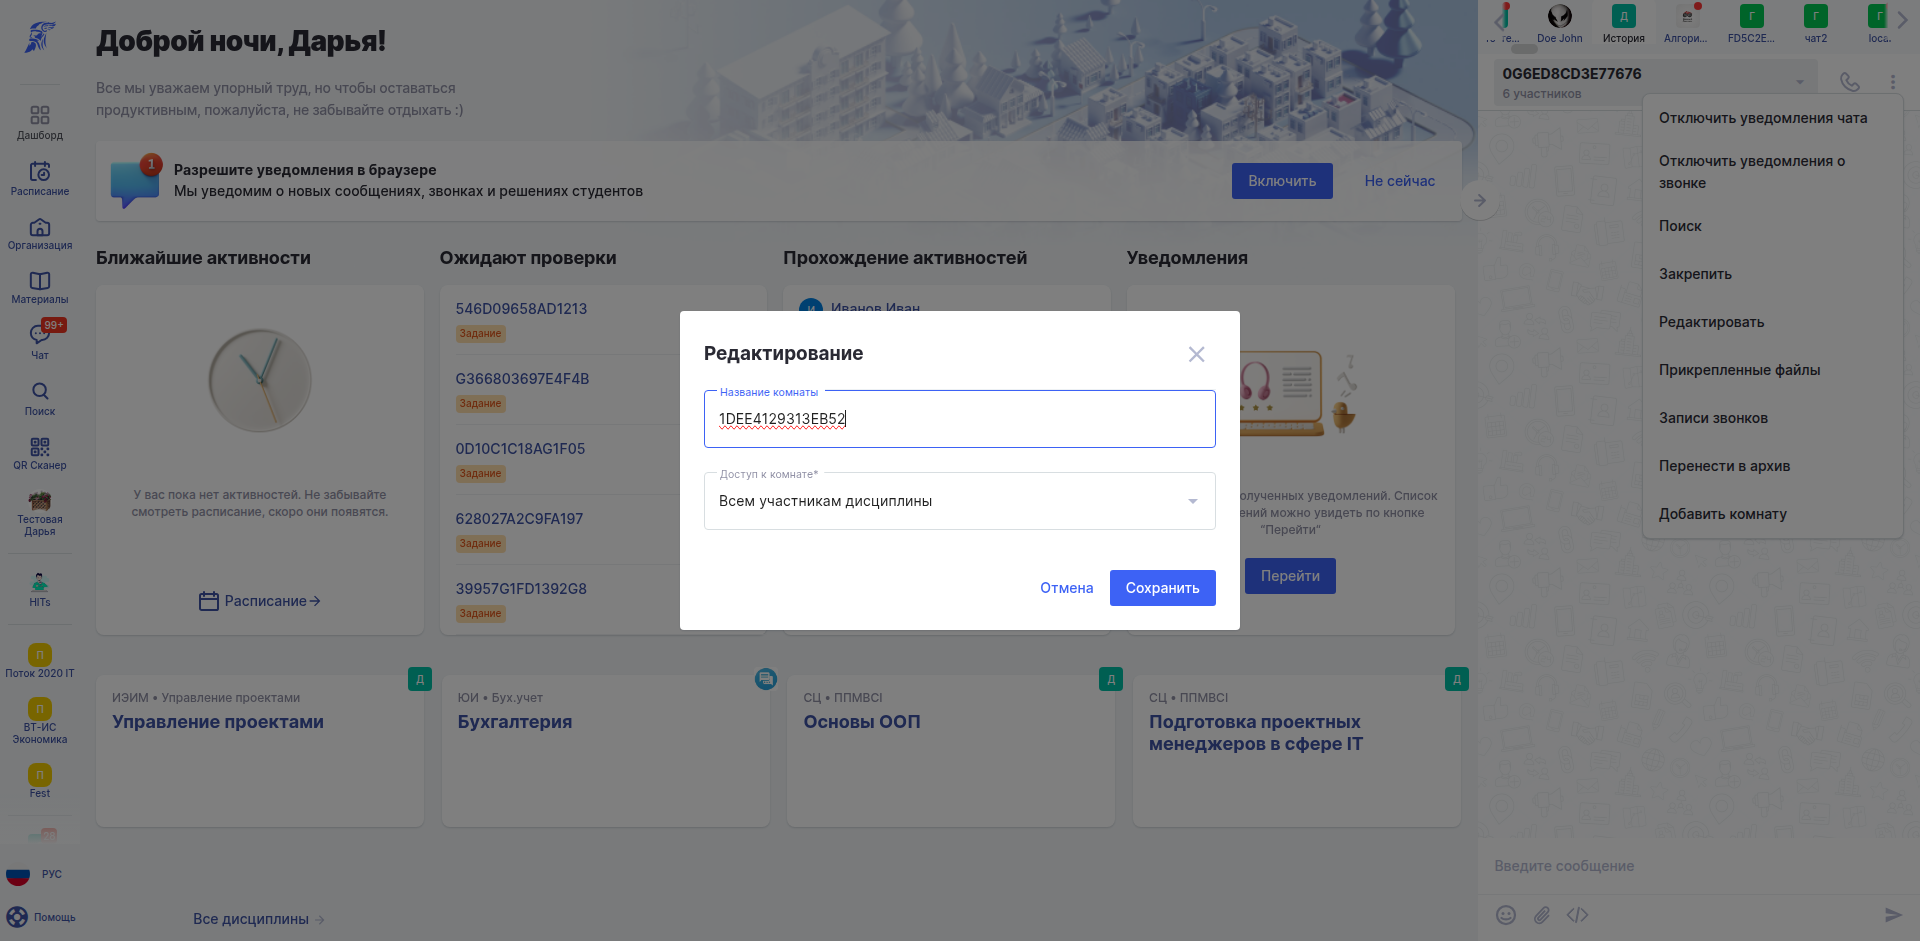 Дашборд
Расписание
Организация
Материалы
99+
Чат
Поиск
QR Сканер
Тестовая
Дарья
HITs
П
Поток 2020 IT
П
ВТ-ИС
Экономика
П
Fest
РУС
Помощь
Доброй ночи, Дарья!
Все мы уважаем упорный труд, но чтобы оставаться
продуктивным, пожалуйста, не забывайте отдыхать :)
1
Разрешите уведомления в браузере
Мы уведомим о новых сообщениях, звонках и решениях студентов
Включить
Не сейчас
Ближайшие активности
У вас пока нет активностей. Не забывайте
смотреть расписание, скоро они появятся.
Расписание
Ожидают проверки
546D09658AD1213
Задание
G366803697E4F4B
Задание
0D10C1C18AG1F05
Задание
628027A2C9FA197
Задание
39957G1FD1392G8
Задание
Прохождение активностей
Иванов Иван
Уведомления
олученных уведомлений. Список
ений можно увидеть по кнопке
"Перейти"
Перейти
Редактирование
Название комнаты
1DEE4129313EB52
Доступ к комнате*
Всем участникам дисциплины
Отмена
Сохранить
Д
ИЭИМ • Управление проектами
Управление проектами
ЮИ • Бух.учет
Бухгалтерия
Д
СЦ • ППМВCI
Основы ООП
Д
СЦ • ППМВCI
Подготовка проектных
менеджеров в сфере IT
Все дисциплины
Doe John
Д
История
Алгори...
Г
FD5C2E...
Г
чат2
Г
0G6ED8CD3E77676
6 участников
Отключить уведомления чата
Отключить уведомления о
звонке
Поиск
Закрепить
Редактировать
Прикрепленные файлы
Записи звонков
Перенести в архив
Добавить комнату
Введите сообщение